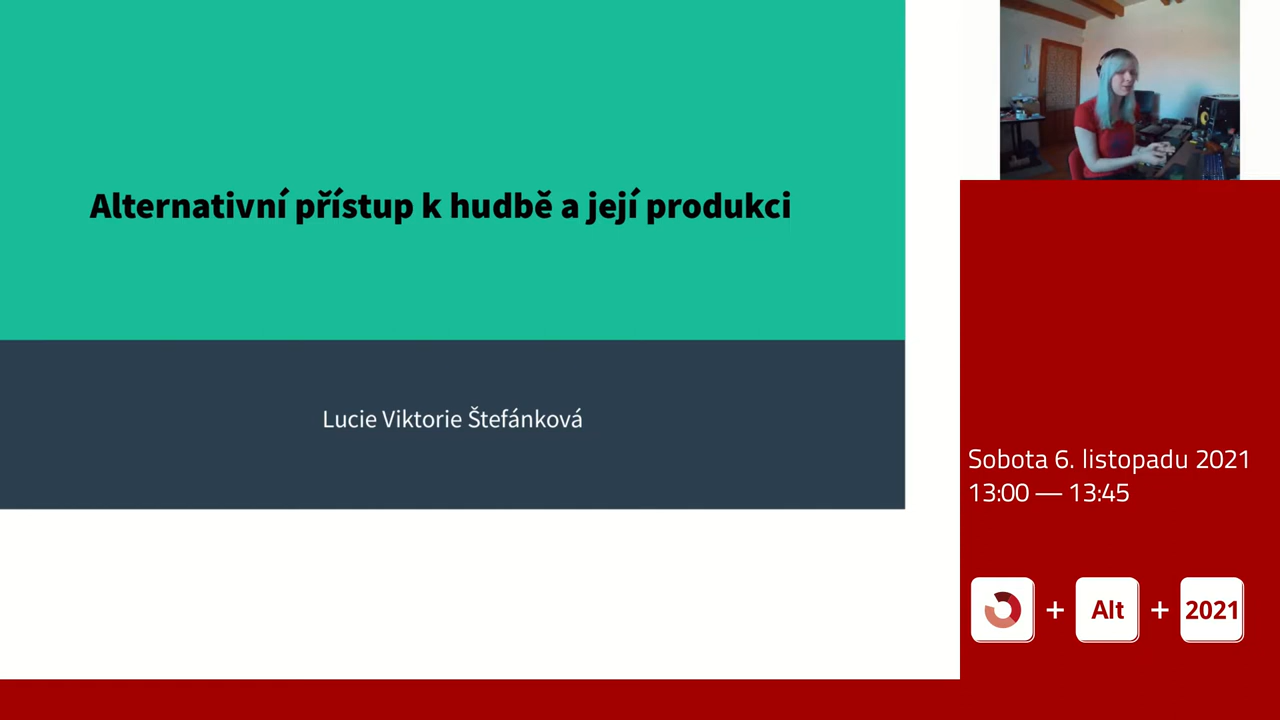 Alternativní přístup k hudbě a její produkci
Lucie Viktorie Štefánková
Sobota 6. listopadu 2021
13:00 — 13:45
+ Alt + 2021